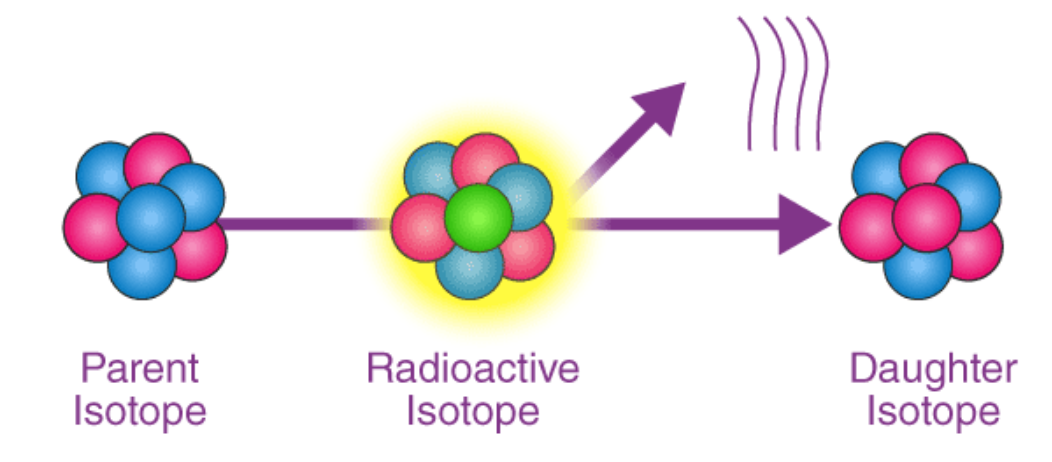 Parent
Isotope
Radioactive
Isotope
Daughter
Isotope